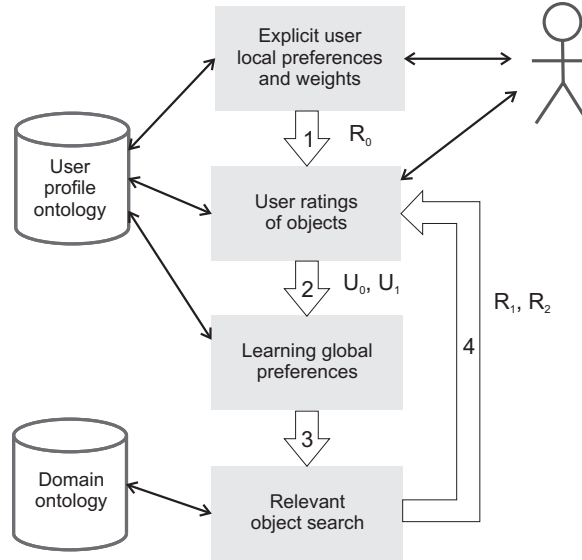 Explicit user
local preferences
and weights
1
R₀
User
profile
ontology
User ratings
of objects
2
U₀, U₁
R₁, R₂
4
Learning global
preferences
3
Domain
ontology
Relevant
object search